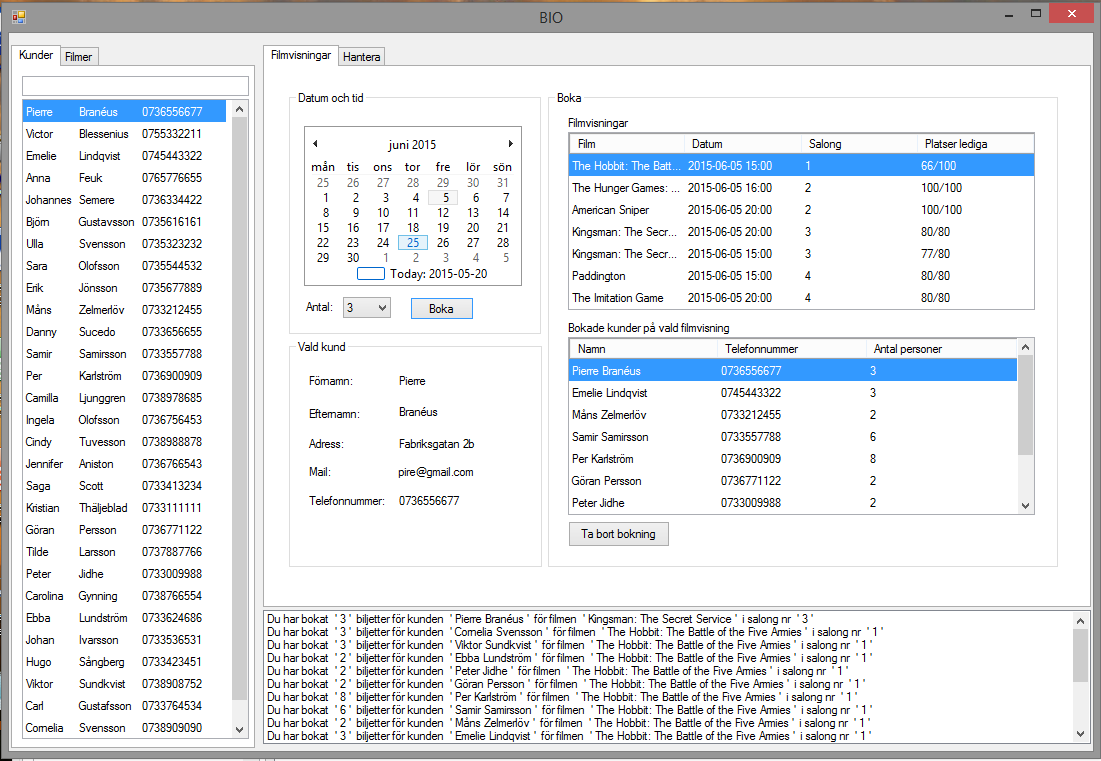 BIO
Kunder Filmer
Pierre Branéus 0736556677
Victor Blessenius 0755332211
Emelie Lindqvist 0745443322
Anna Feuk 0765776655
Johannes Semere 0736334422
Björn Gustavsson 0735616161
Ulla Svensson 0735323232
Sara Olofsson 0735544532
Erik Jönsson 0735677889
Måns Zelmerlöv 0733212455
Danny Sucedo 0733656655
Samir Samirsson 0733557788
Per Karlström 0736900909
Camilla Ljunggren 0738978685
Ingela Olofsson 0736756453
Cindy Tuvesson 0738988878
Jennifer Aniston 0736766543
Saga Scott 0733413234
Kristian Thäljeblad 0733111111
Göran Persson 0736771122
Tilde Larsson 0737887766
Peter Jidhe 0733009988
Carolina Gynning 0738766554
Ebba Lundström 0733624686
Johan Ivarsson 0733536531
Hugo Sångberg 0733423451
Viktor Sundkvist 0738908752
Carl Gustafsson 0733764534
Cornelia Svensson 0738909090
Filmvisningar Hantera
Datum och tid
juni 2015
mån tis ons tor fre lör sön
25 26 27 28 29 30 31
1 2 3 4 5 6 7
8 9 10 11 12 13 14
15 16 17 18 19 20 21
22 23 24 25 26 27 28
29 30 1 2 3 4 5
Today: 2015-05-20
Antal: 3 Boka
Vald kund
Förnamn: Pierre
Efternamn: Branéus
Adress: Fabriksgatan 2b
Mail: pire@gmail.com
Telefonnummer: 0736556677
Boka
Filmvisningar
Film Datum Salong Platser lediga
The Hobbit: The Batt... 2015-06-05 15:00 1 66/100
The Hunger Games: ... 2015-06-05 16:00 2 100/100
American Sniper 2015-06-05 20:00 2 100/100
Kingsman: The Secr... 2015-06-05 20:00 3 80/80
Kingsman: The Secr... 2015-06-05 15:00 3 77/80
Paddington 2015-06-05 15:00 4 80/80
The Imitation Game 2015-06-05 20:00 4 80/80
Bokade kunder på vald filmvisning
Namn Telefonnummer Antal personer
Pierre Branéus 0736556677 3
Emelie Lindqvist 0745443322 3
Måns Zelmerlöv 0733212455 2
Samir Samirsson 0733557788 6
Per Karlström 0736900909 8
Göran Persson 0736771122 2
Peter Jidhe 0733009988 2
Ta bort bokning
Du har bokat ' 3 ' biljetter för kunden ' Pierre Branéus ' för filmen ' Kingsman: The Secret Service ' i salong nr ' 3 '
Du har bokat ' 3 ' biljetter för kunden ' Cornelia Svensson ' för filmen ' The Hobbit: The Battle of the Five Armies ' i salong nr ' 1 '
Du har bokat ' 3 ' biljetter för kunden ' Viktor Sundkvist ' för filmen ' The Hobbit: The Battle of the Five Armies ' i salong nr ' 1 '
Du har bokat ' 2 ' biljetter för kunden ' Ebba Lundström ' för filmen ' The Hobbit: The Battle of the Five Armies ' i salong nr ' 1 '
Du har bokat ' 2 ' biljetter för kunden ' Peter Jidhe ' för filmen ' The Hobbit: The Battle of the Five Armies ' i salong nr ' 1 '
Du har bokat ' 2 ' biljetter för kunden ' Göran Persson ' för filmen ' The Hobbit: The Battle of the Five Armies ' i salong nr ' 1 '
Du har bokat ' 8 ' biljetter för kunden ' Per Karlström ' för filmen ' The Hobbit: The Battle of the Five Armies ' i salong nr ' 1 '
Du har bokat ' 6 ' biljetter för kunden ' Samir Samirsson ' för filmen ' The Hobbit: The Battle of the Five Armies ' i salong nr ' 1 '
Du har bokat ' 2 ' biljetter för kunden ' Måns Zelmerlöv ' för filmen ' The Hobbit: The Battle of the Five Armies ' i salong nr ' 1 '
Du har bokat ' 3 ' biljetter för kunden ' Emelie Lindqvist ' för filmen ' The Hobbit: The Battle of the Five Armies ' i salong nr ' 1 '